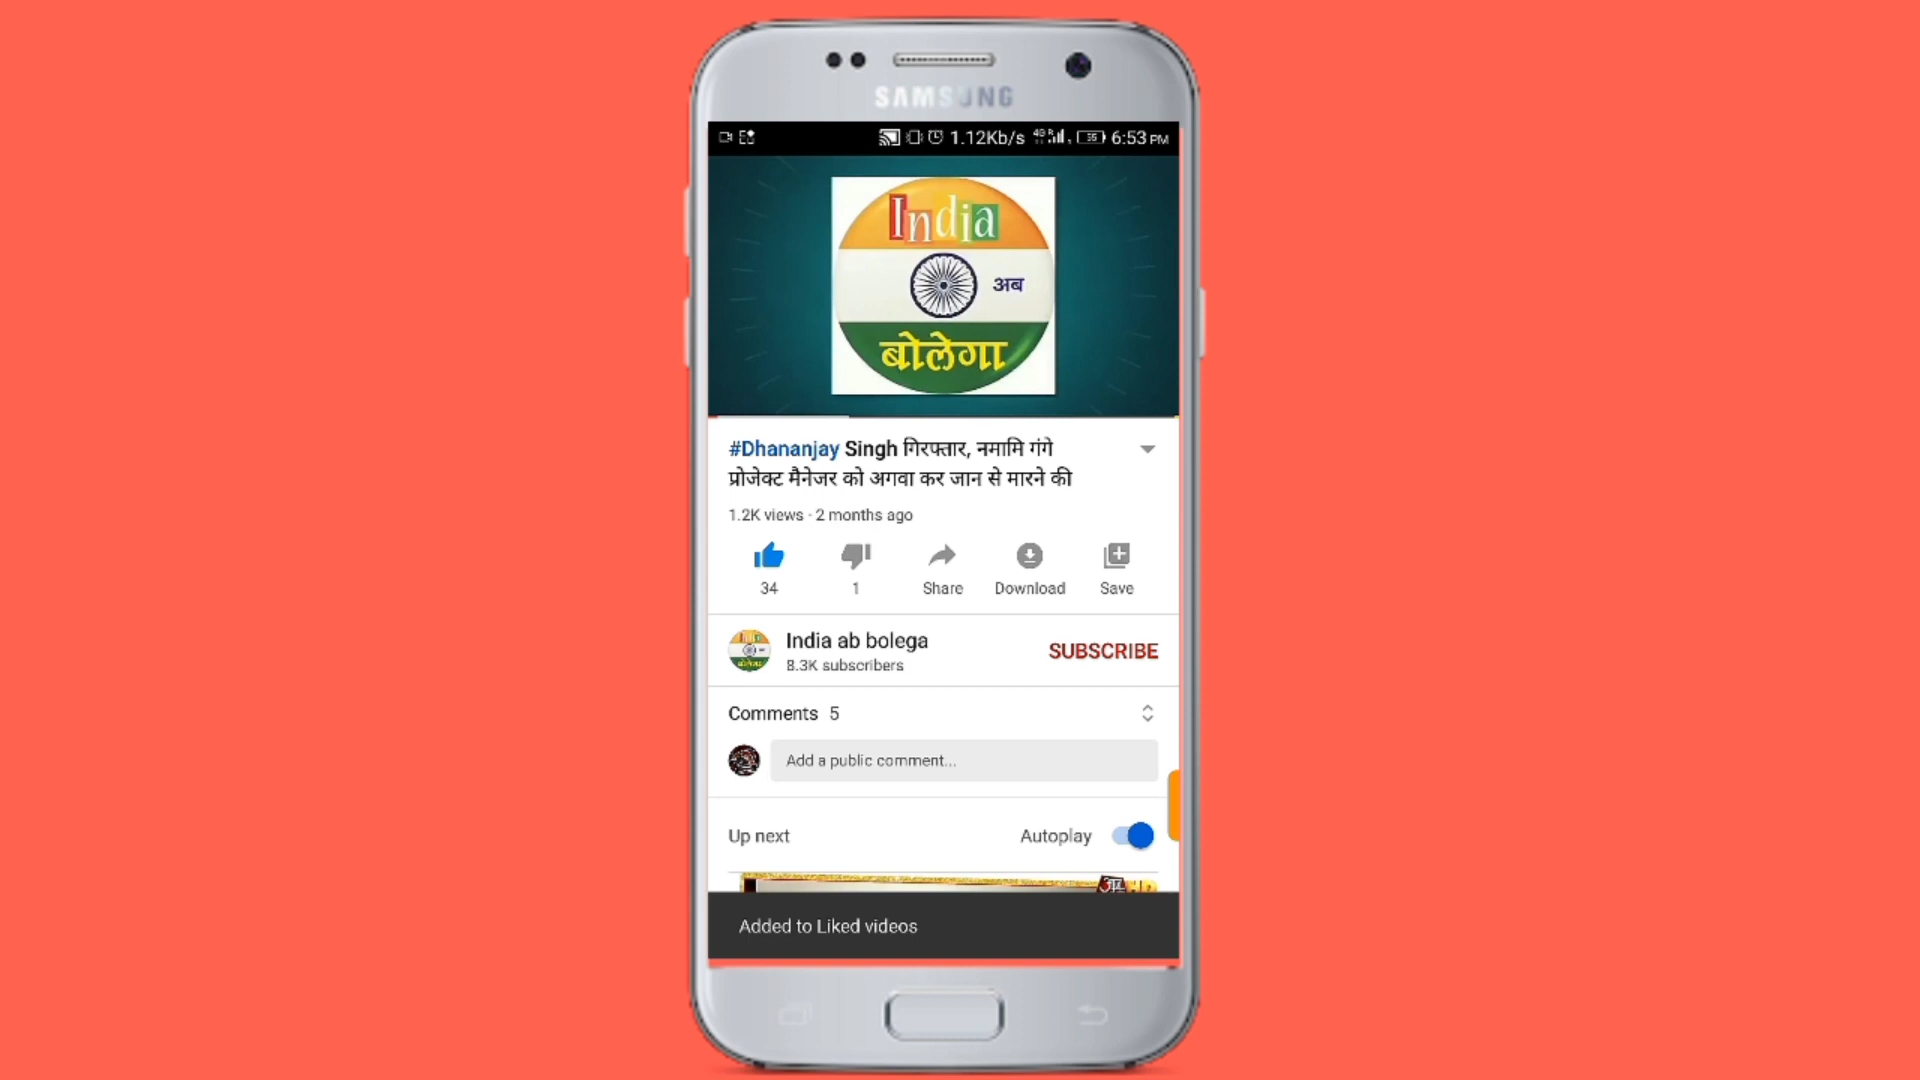 SAMSUNG
1.12Kb/s 4G R 55 6:53 PM
India
अब
बोलेगा
#Dhananjay Singh गिरफ्तार, नमामि गंगे
प्रोजेक्ट मैनेजर को अगवा कर जान से मारने की
1.2K views · 2 months ago
34 1 Share Download Save
India ab bolega SUBSCRIBE
8.3K subscribers
Comments 5
Add a public comment...
Up next Autoplay
Added to Liked videos